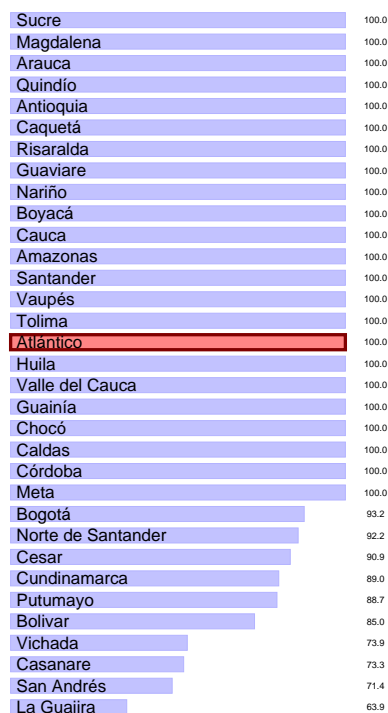 Sucre 100.0
Magdalena 100.0
Arauca 100.0
Quindío 100.0
Antioquia 100.0
Caquetá 100.0
Risaralda 100.0
Guaviare 100.0
Nariño 100.0
Boyacá 100.0
Cauca 100.0
Amazonas 100.0
Santander 100.0
Vaupés 100.0
Tolima 100.0
Atlántico 100.0
Huila 100.0
Valle del Cauca 100.0
Guainía 100.0
Chocó 100.0
Caldas 100.0
Córdoba 100.0
Meta 100.0
Bogotá 93.2
Norte de Santander 92.2
Cesar 90.9
Cundinamarca 89.0
Putumayo 88.7
Bolivar 85.0
Vichada 73.9
Casanare 73.3
San Andrés 71.4
La Guajira 63.9